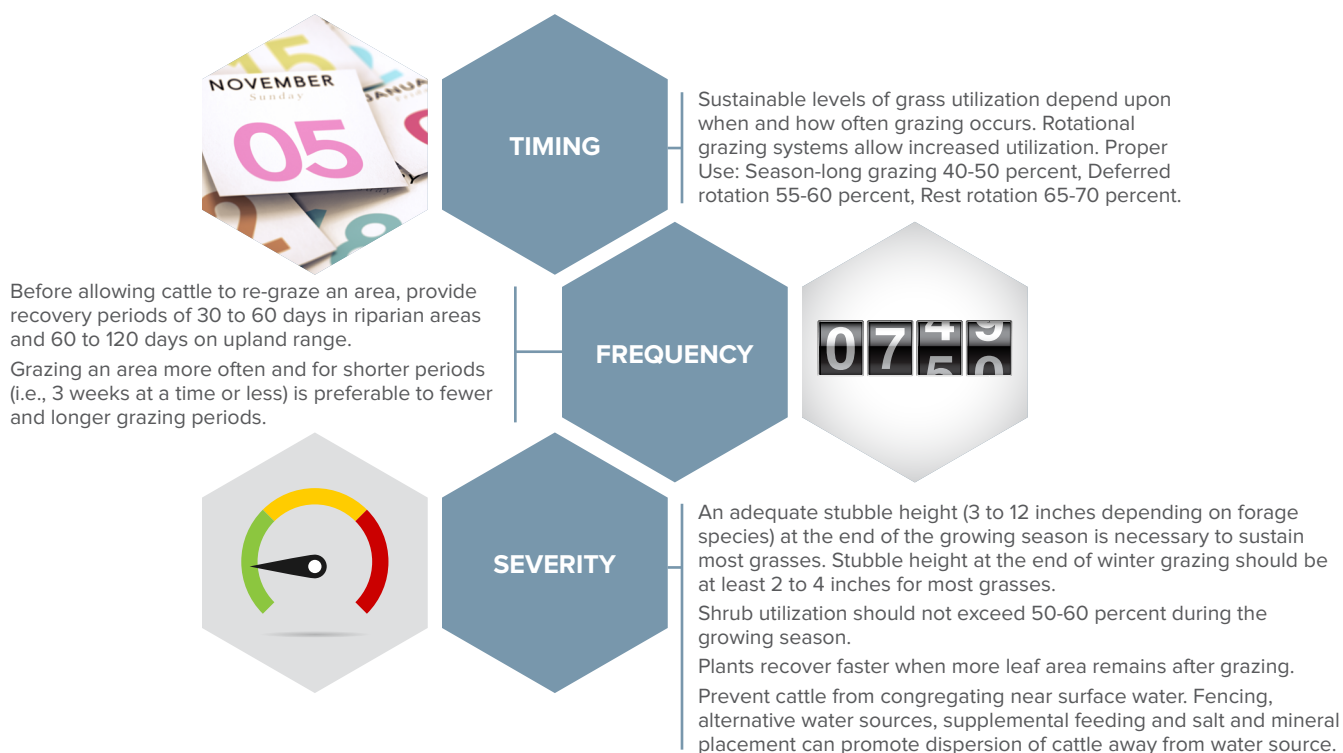 NOVEMBER
Sunday
05
TIMING
Sustainable levels of grass utilization depend upon
when and how often grazing occurs. Rotational
grazing systems allow increased utilization. Proper
Use: Season-long grazing 40-50 percent, Deferred
rotation 55-60 percent, Rest rotation 65-70 percent.
Before allowing cattle to re-graze an area, provide
recovery periods of 30 to 60 days in riparian areas
and 60 to 120 days on upland range.
Grazing an area more often and for shorter periods
(i.e., 3 weeks at a time or less) is preferable to fewer
and longer grazing periods.
FREQUENCY
07
SEVERITY
An adequate stubble height (3 to 12 inches depending on forage
species) at the end of the growing season is necessary to sustain
most grasses. Stubble height at the end of winter grazing should be
at least 2 to 4 inches for most grasses.
Shrub utilization should not exceed 50-60 percent during the
growing season.
Plants recover faster when more leaf area remains after grazing.
Prevent cattle from congregating near surface water. Fencing,
alternative water sources, supplemental feeding and salt and mineral
placement can promote dispersion of cattle away from water source.